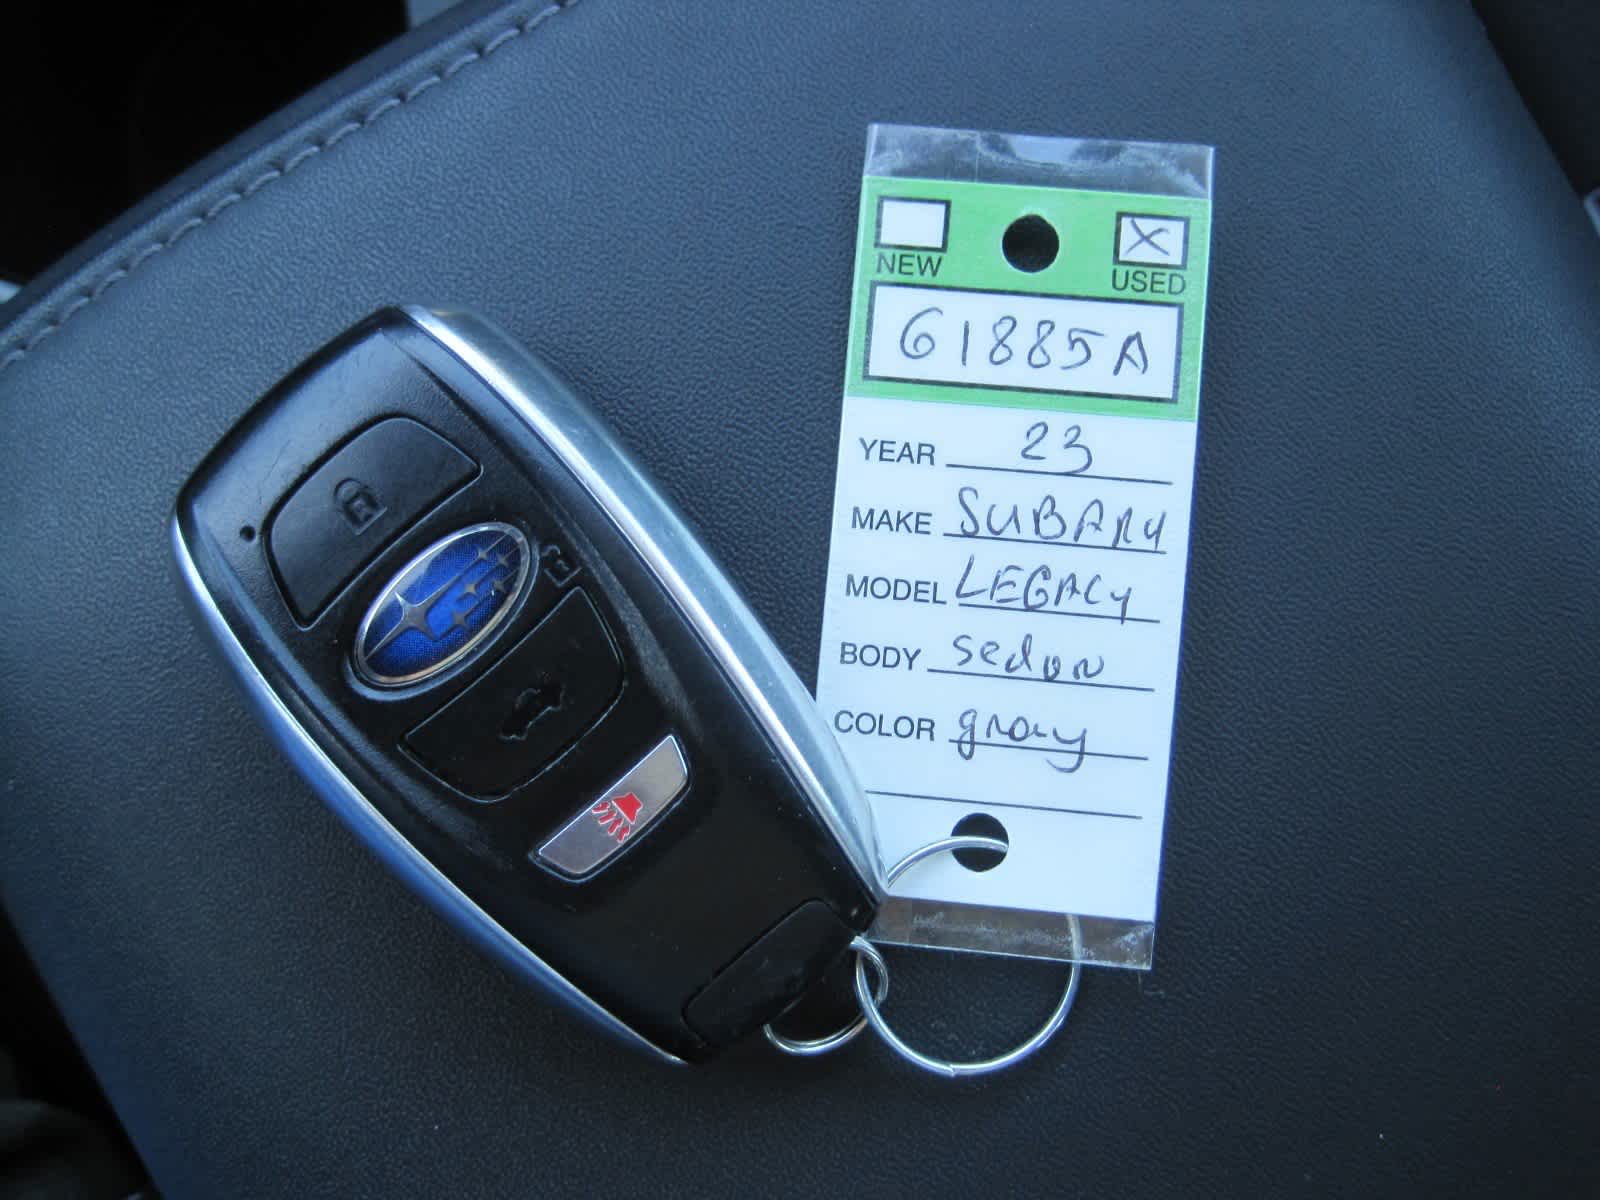 NEW USED
X
61885A
YEAR 23
MAKE SUBARU
MODEL LEGACY
BODY sedan
COLOR gray